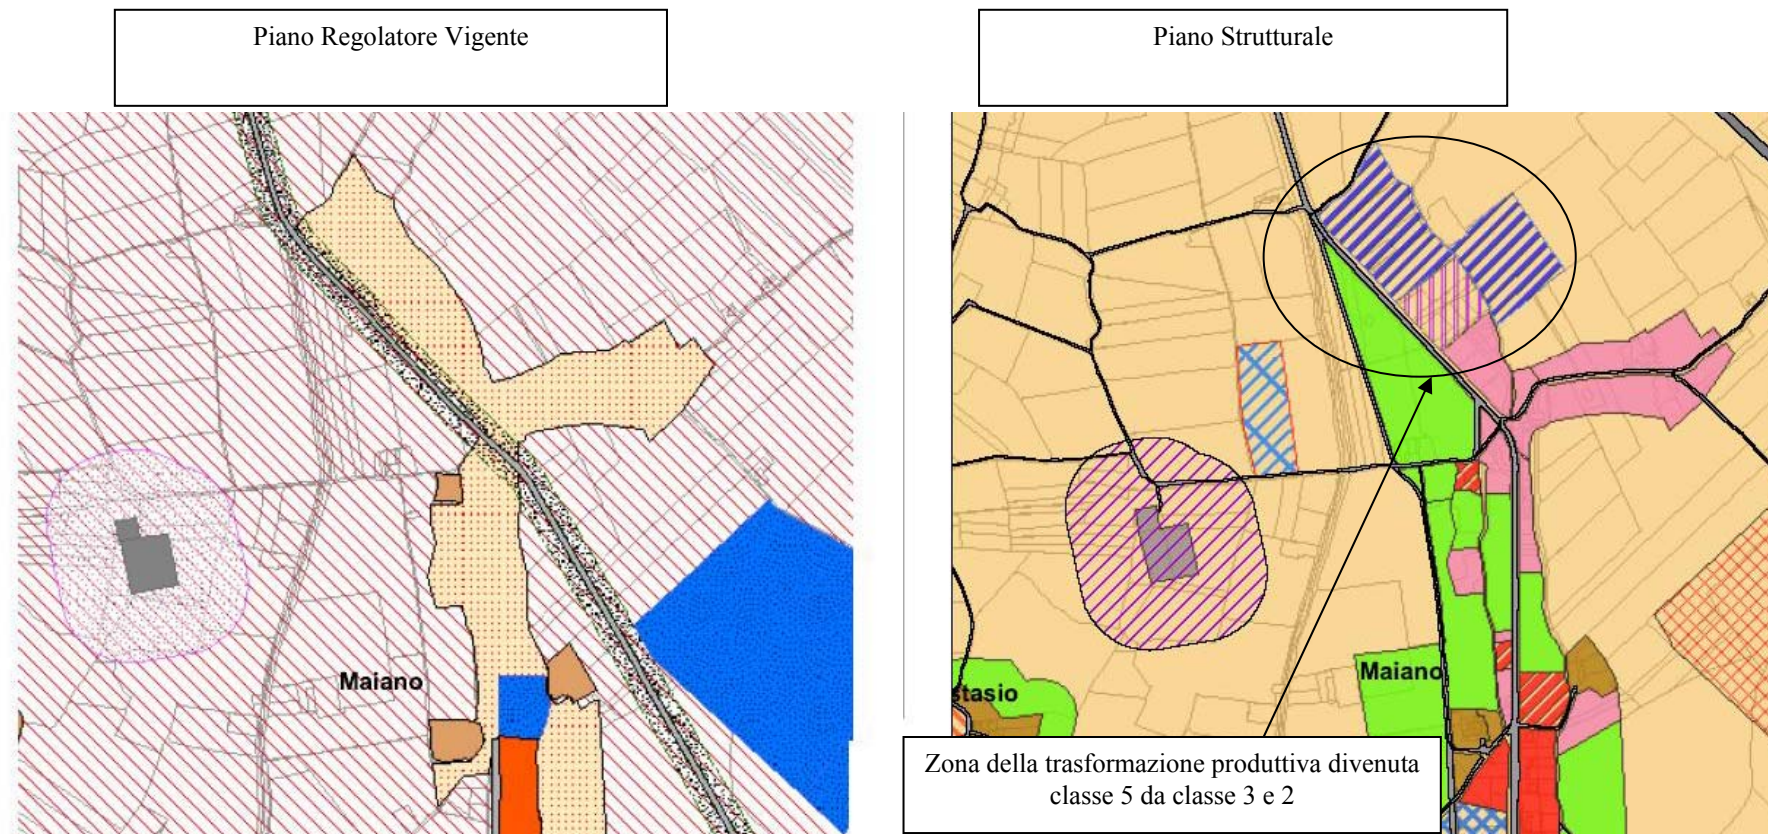 Piano Regolatore Vigente
Piano Strutturale
Maiano
Maiano
stasio
Zona della trasformazione produttiva divenuta
classe 5 da classe 3 e 2